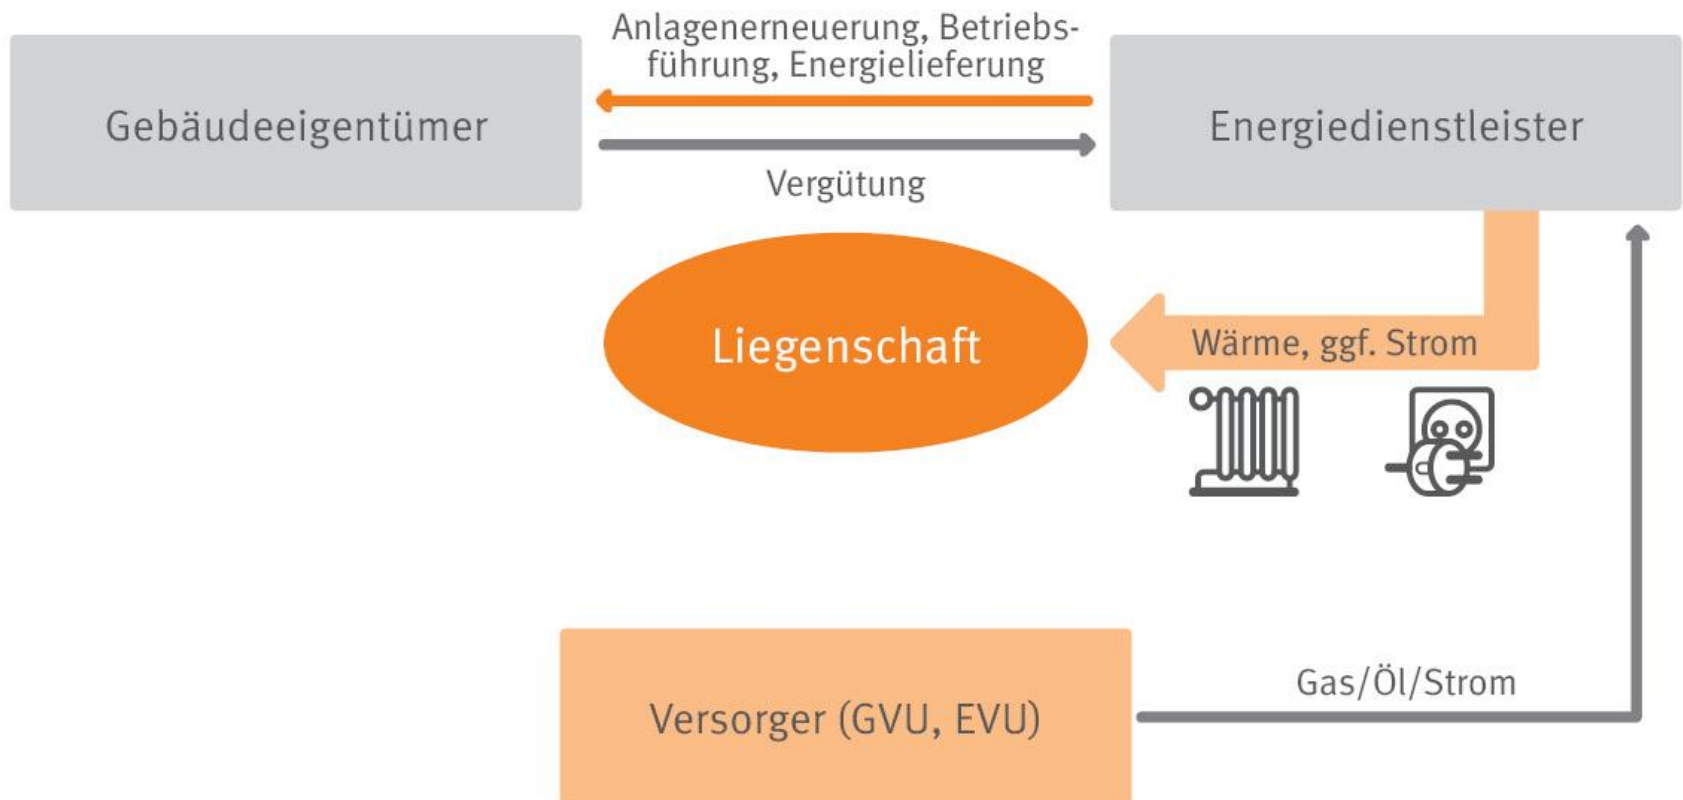 Anlagenerneuerung, Betriebs-
führung, Energielieferung
Gebäudeeigentümer
Energiedienstleister
Vergütung
Liegenschaft
Wärme, ggf. Strom
Gas/Öl/Strom
Versorger (GVU, EVU)